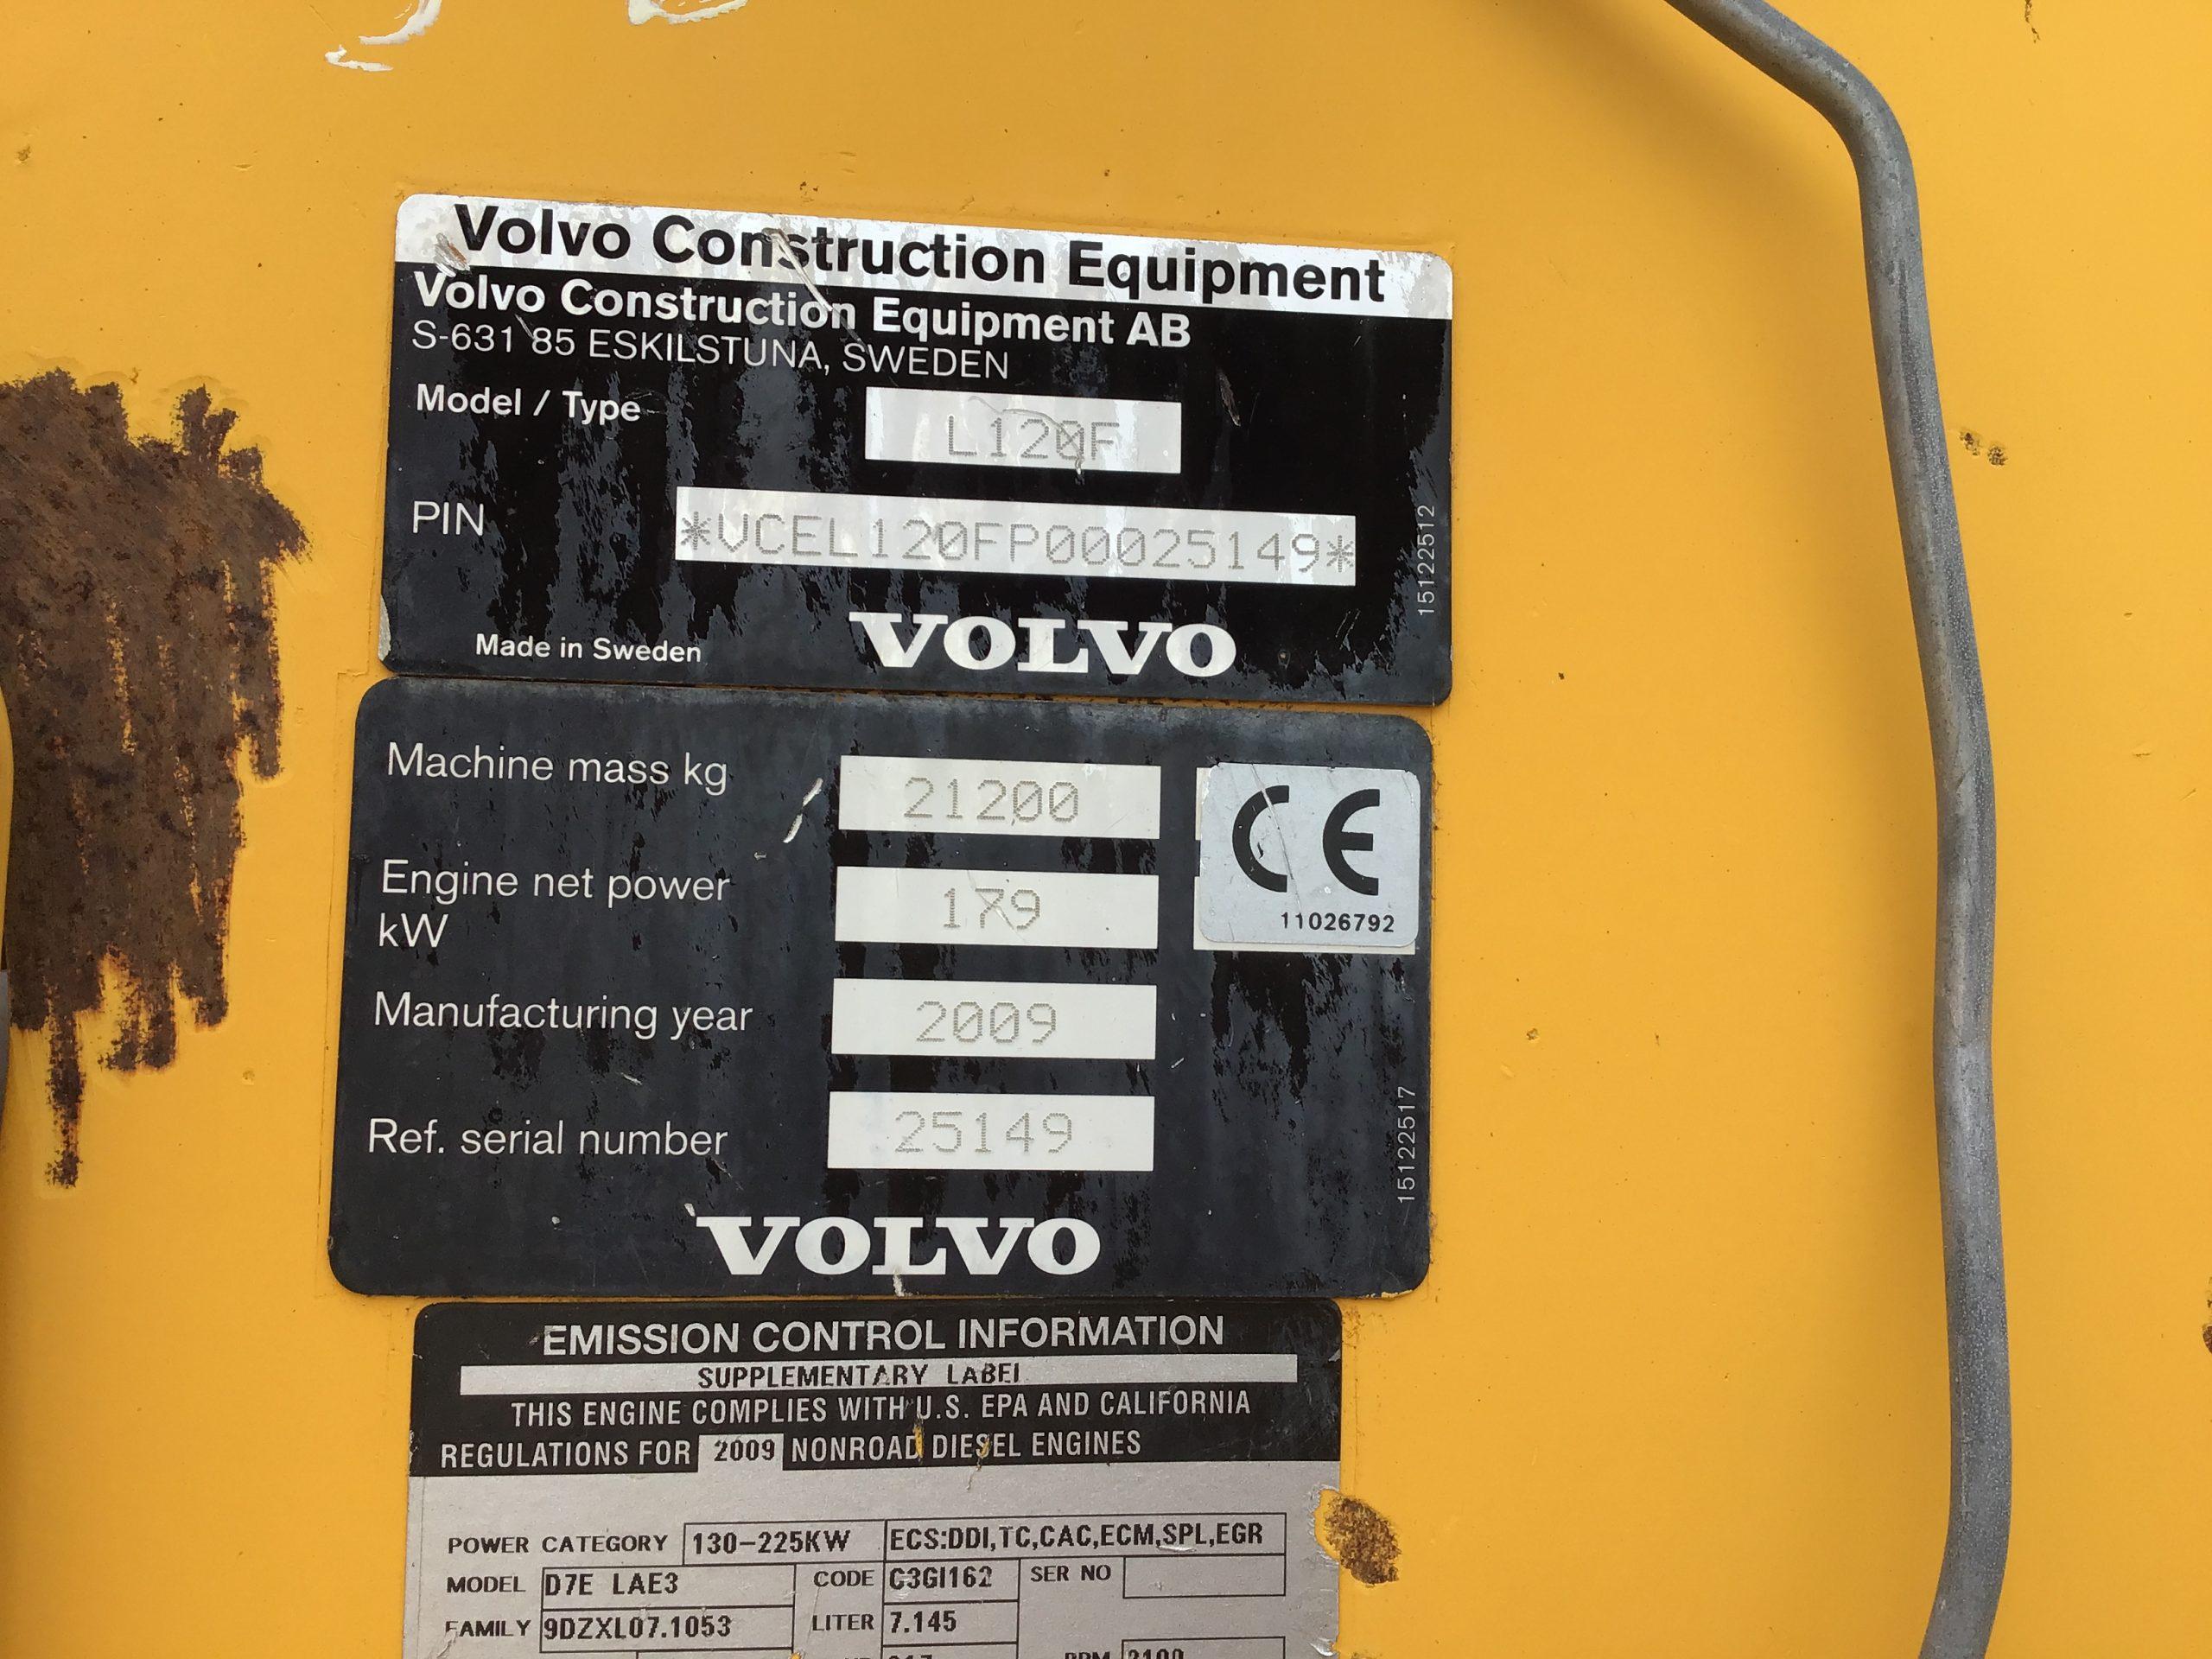 Volvo Construction Equipment
Volvo Construction Equipment AB
S-631 85 ESKILSTUNA, SWEDEN
Model / Type L120F
PIN *VCEL120FP00025149*
15122512
Made in Sweden VOLVO
Machine mass kg 21200
CE
11026792
Engine net power 179
kW
Manufacturing year 2009
Ref. serial number 25149
15122517
VOLVO
EMISSION CONTROL INFORMATION
SUPPLEMENTARY LABEL
THIS ENGINE COMPLIES WITH U.S. EPA AND CALIFORNIA
REGULATIONS FOR 2009 NONROAD DIESEL ENGINES
POWER CATEGORY 130-225KW ECS:DDI,TC,CAC,ECM,SPL,EGR
MODEL D7E LAE3 CODE C3GI162 SER NO
FAMILY 9DZXL07.1053 LITER 7.145
RPM 2100